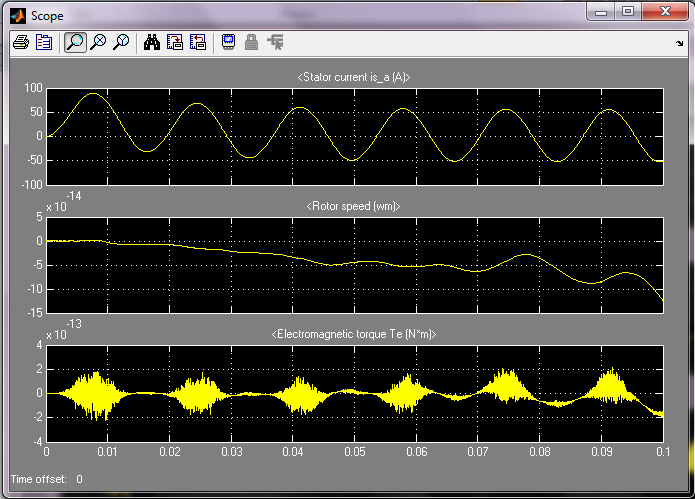 Scope
<Stator current is_a (A)>
100
50
0
-50
-100
x 10^-14
<Rotor speed (wm)>
5
0
-5
-10
-15
x 10^-13
<Electromagnetic torque Te (N*m)>
4
2
0
-2
-4
0 0.01 0.02 0.03 0.04 0.05 0.06 0.07 0.08 0.09 0.1
Time offset: 0